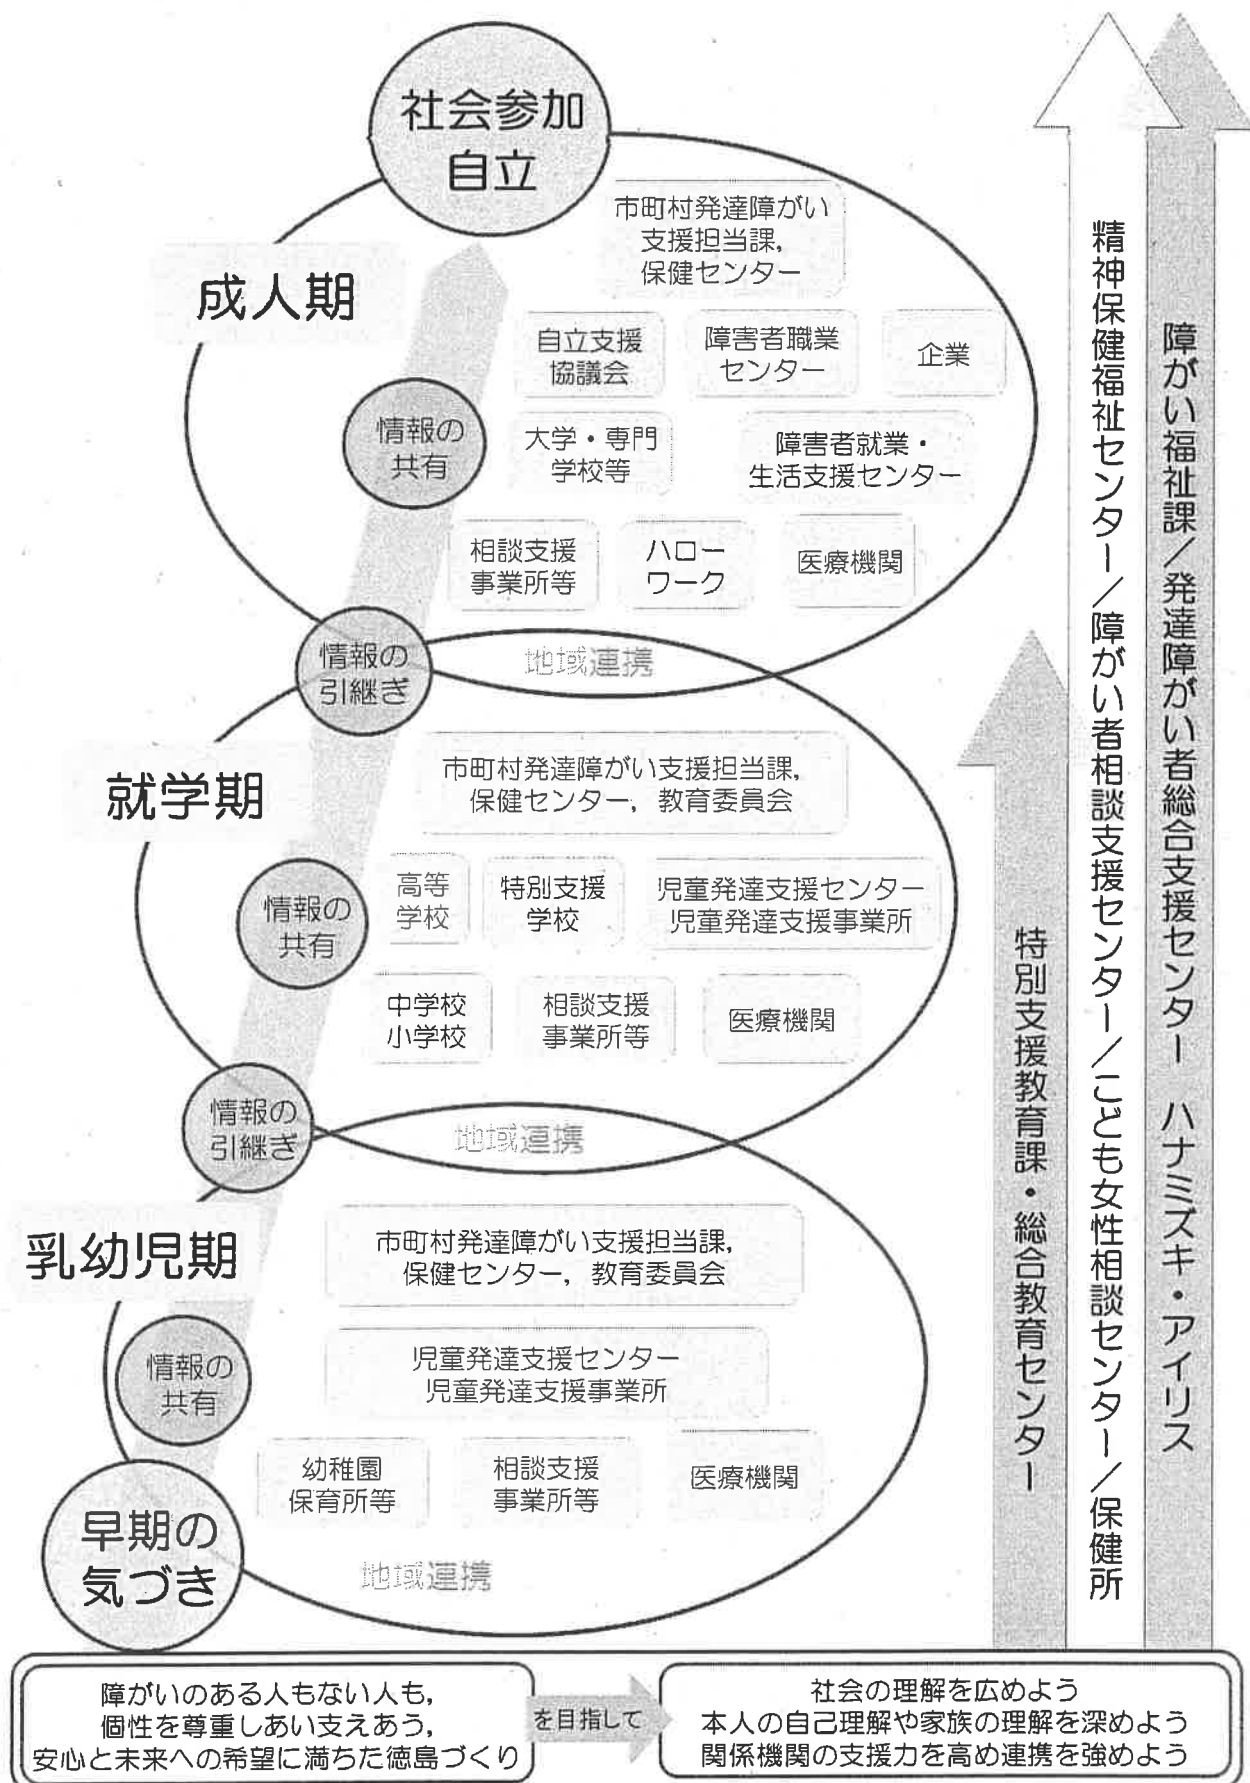 社会参加
自立
市町村発達障がい
支援担当課,
保健センター
成人期
自立支援
協議会
障害者職業
センター
企業
情報の
共有
大学・専門
学校等
障害者就業・
生活支援センター
相談支援
事業所等
ハロー
ワーク
医療機関
情報の
引継ぎ
地域連携
就学期
市町村発達障がい支援担当課,
保健センター, 教育委員会
情報の
共有
高等
学校
特別支援
学校
児童発達支援センター
児童発達支援事業所
中学校
小学校
相談支援
事業所等
医療機関
情報の
引継ぎ
地域連携
乳幼児期
市町村発達障がい支援担当課,
保健センター, 教育委員会
情報の
共有
児童発達支援センター
児童発達支援事業所
幼稚園
保育所等
相談支援
事業所等
医療機関
早期の
気づき
地域連携
特別支援教育課・総合教育センター
精神保健福祉センター/障がい者相談支援センター/こども女性相談センター/保健所
障がい福祉課/発達障がい者総合支援センター ハナミズキ・アイリス
障がいのある人もない人も,
個性を尊重しあい支えあう,
安心と未来への希望に満ちた徳島づくり
を目指して
社会の理解を広めよう
本人の自己理解や家族の理解を深めよう
関係機関の支援力を高め連携を強めよう